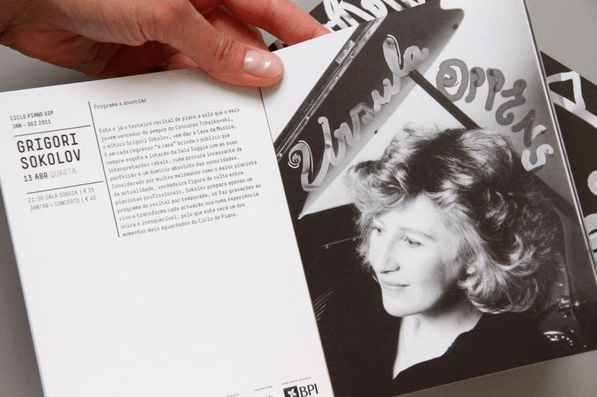 CICLO PIANO EDP
JAN - DEZ 2011
GRIGORI
SOKOLOV
13 ABR QUARTA
21:00 SALA SUGGIA | € 25
JANTAR + CONCERTO | € 40
Programa a anunciar
Este é já o terceiro recital de piano a solo que o mais
jovem vencedor de sempre do Concurso Tchaikovski,
o mítico Grigori Sokolov, vem dar à Casa da Música.
E em cada regresso "a casa" brinda o público que
sempre esgota a lotação da Sala Suggia com as suas
interpretações cabais, numa procura incessante da
perfeição e um domínio absoluto das sonoridades.
Considerado por muitos melómanos como o maior pianista
da actualidade, verdadeira figura de culto entre
pianistas profissionais, Sokolov prepara apenas um
programa de recital por temporada, só faz gravações ao
vivo e transforma cada actuação sua numa experiência
única e inesquecível, pelo que este será um dos
momentos mais aguardados do Ciclo de Piano.
BPI
Ursula
OPPENS